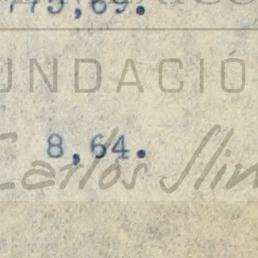 775,69.
UNDACIÓ
8,64.
Carlos Slim